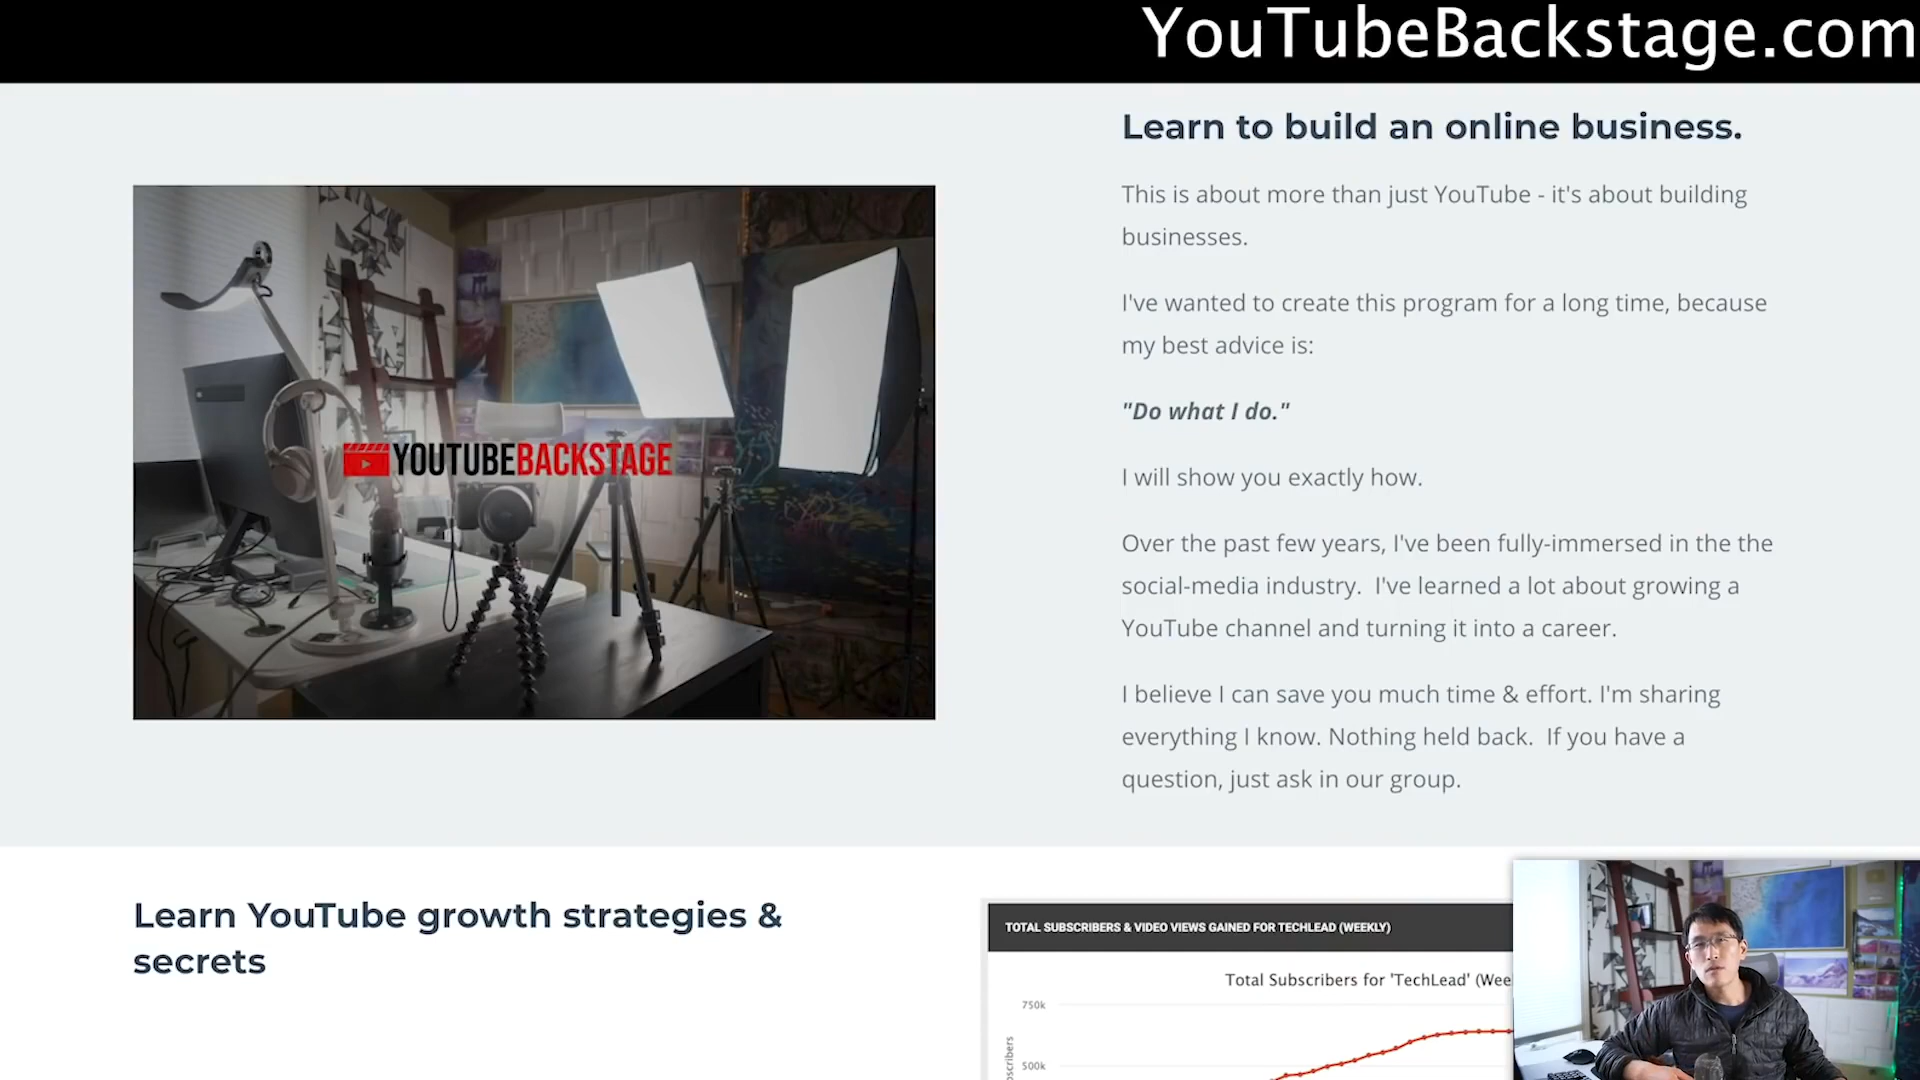 YouTubeBackstage.com
Learn to build an online business.
This is about more than just YouTube - it's about building
businesses.
I've wanted to create this program for a long time, because
my best advice is:
"Do what I do."
I will show you exactly how.
Over the past few years, I've been fully-immersed in the the
social-media industry.  I've learned a lot about growing a
YouTube channel and turning it into a career.
I believe I can save you much time & effort. I'm sharing
everything I know. Nothing held back.  If you have a
question, just ask in our group.
YOUTUBEBACKSTAGE
Learn YouTube growth strategies &
secrets
TOTAL SUBSCRIBERS & VIDEO VIEWS GAINED FOR TECHLEAD (WEEKLY)
Total Subscribers for 'TechLead' (Wee
750k
500k